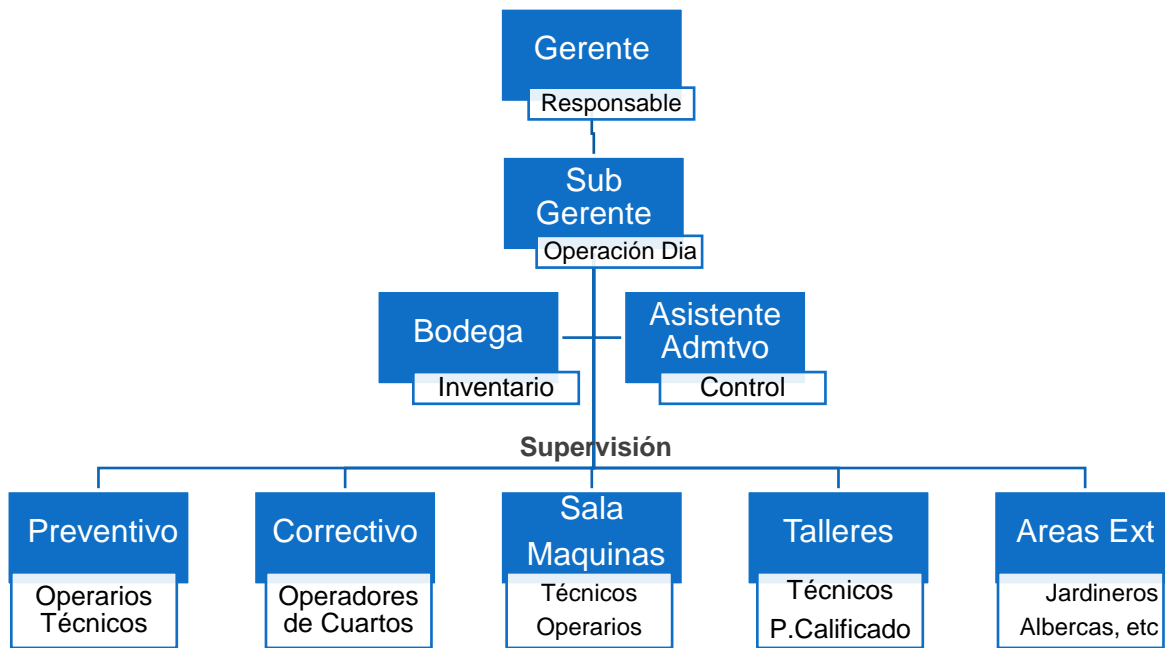 Gerente
Responsable
Sub
Gerente
Operación Dia
Bodega
Inventario
Asistente
Admtvo
Control
Supervisión
Preventivo
Operarios
Técnicos
Correctivo
Operadores
de Cuartos
Sala
Maquinas
Técnicos
Operarios
Talleres
Técnicos
P.Calificado
Areas Ext
Jardineros
Albercas, etc